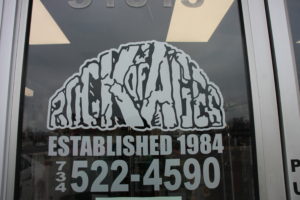 ROCK OF AGES
ESTABLISHED 1984
734 522-4590